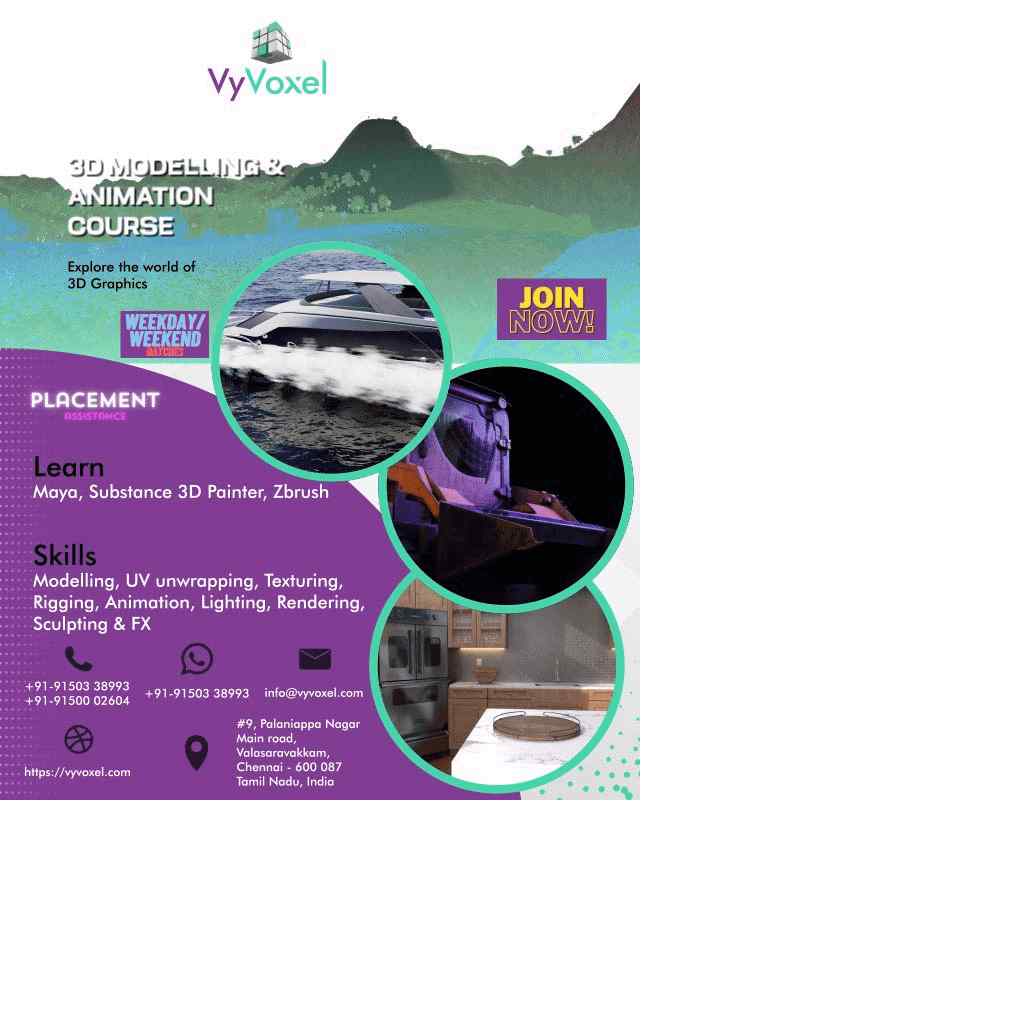 VyVoxel
3D MODELLING &
ANIMATION
COURSE
Explore the world of
3D Graphics
JOIN
NOW!
WEEKDAY/
WEEKEND
BATCHES
PLACEMENT
ASSISTANCE
Learn
Maya, Substance 3D Painter, Zbrush
Skills
Modelling, UV unwrapping, Texturing,
Rigging, Animation, Lighting, Rendering,
Sculpting & FX
+91-91503 38993
+91-91500 02604
+91-91503 38993
info@vyvoxel.com
https://vyvoxel.com
#9, Palaniappa Nagar
Main road,
Valasaravakkam,
Chennai - 600 087
Tamil Nadu, India